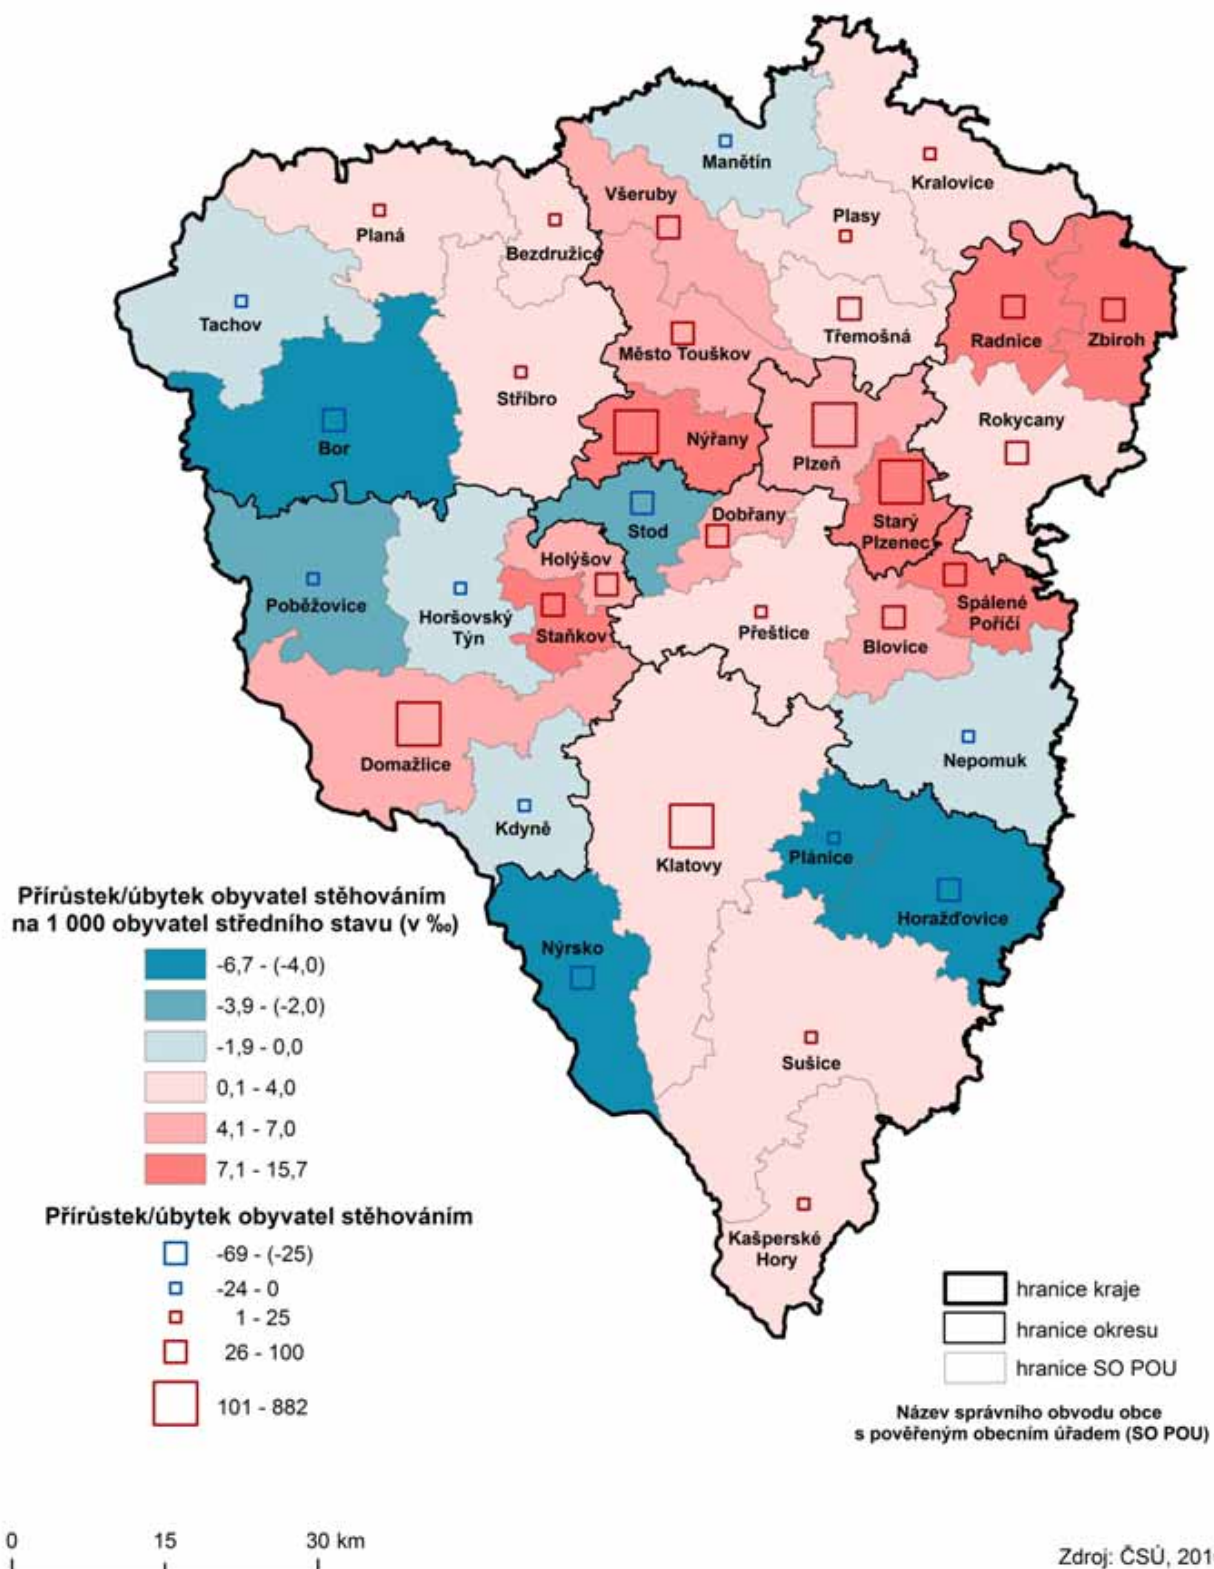 Manětín
Kralovice
Všeruby
Plasy
Planá
Bezdružice
Tachov
Třemošná
Radnice
Zbiroh
Město Touškov
Stříbro
Rokycany
Nýřany
Bor
Plzeň
Dobřany
Starý
Plzenec
Stod
Holýšov
Poběžovice
Horšovský
Týn
Staňkov
Přeštice
Spálené
Poříčí
Blovice
Domažlice
Nepomuk
Kdyně
Klatovy
Plánice
Horažďovice
Přírůstek/úbytek obyvatel stěhováním
na 1 000 obyvatel středního stavu (v ‰)
Nýrsko
-6,7 - (-4,0)
-3,9 - (-2,0)
-1,9 - 0,0
0,1 - 4,0
4,1 - 7,0
7,1 - 15,7
Sušice
Kašperské
Hory
Přírůstek/úbytek obyvatel stěhováním
-69 - (-25)
-24 - 0
1 - 25
26 - 100
101 - 882
hranice kraje
hranice okresu
hranice SO POU
Název správního obvodu obce
s pověřeným obecním úřadem (SO POU)
0 15 30 km
Zdroj: ČSÚ, 201